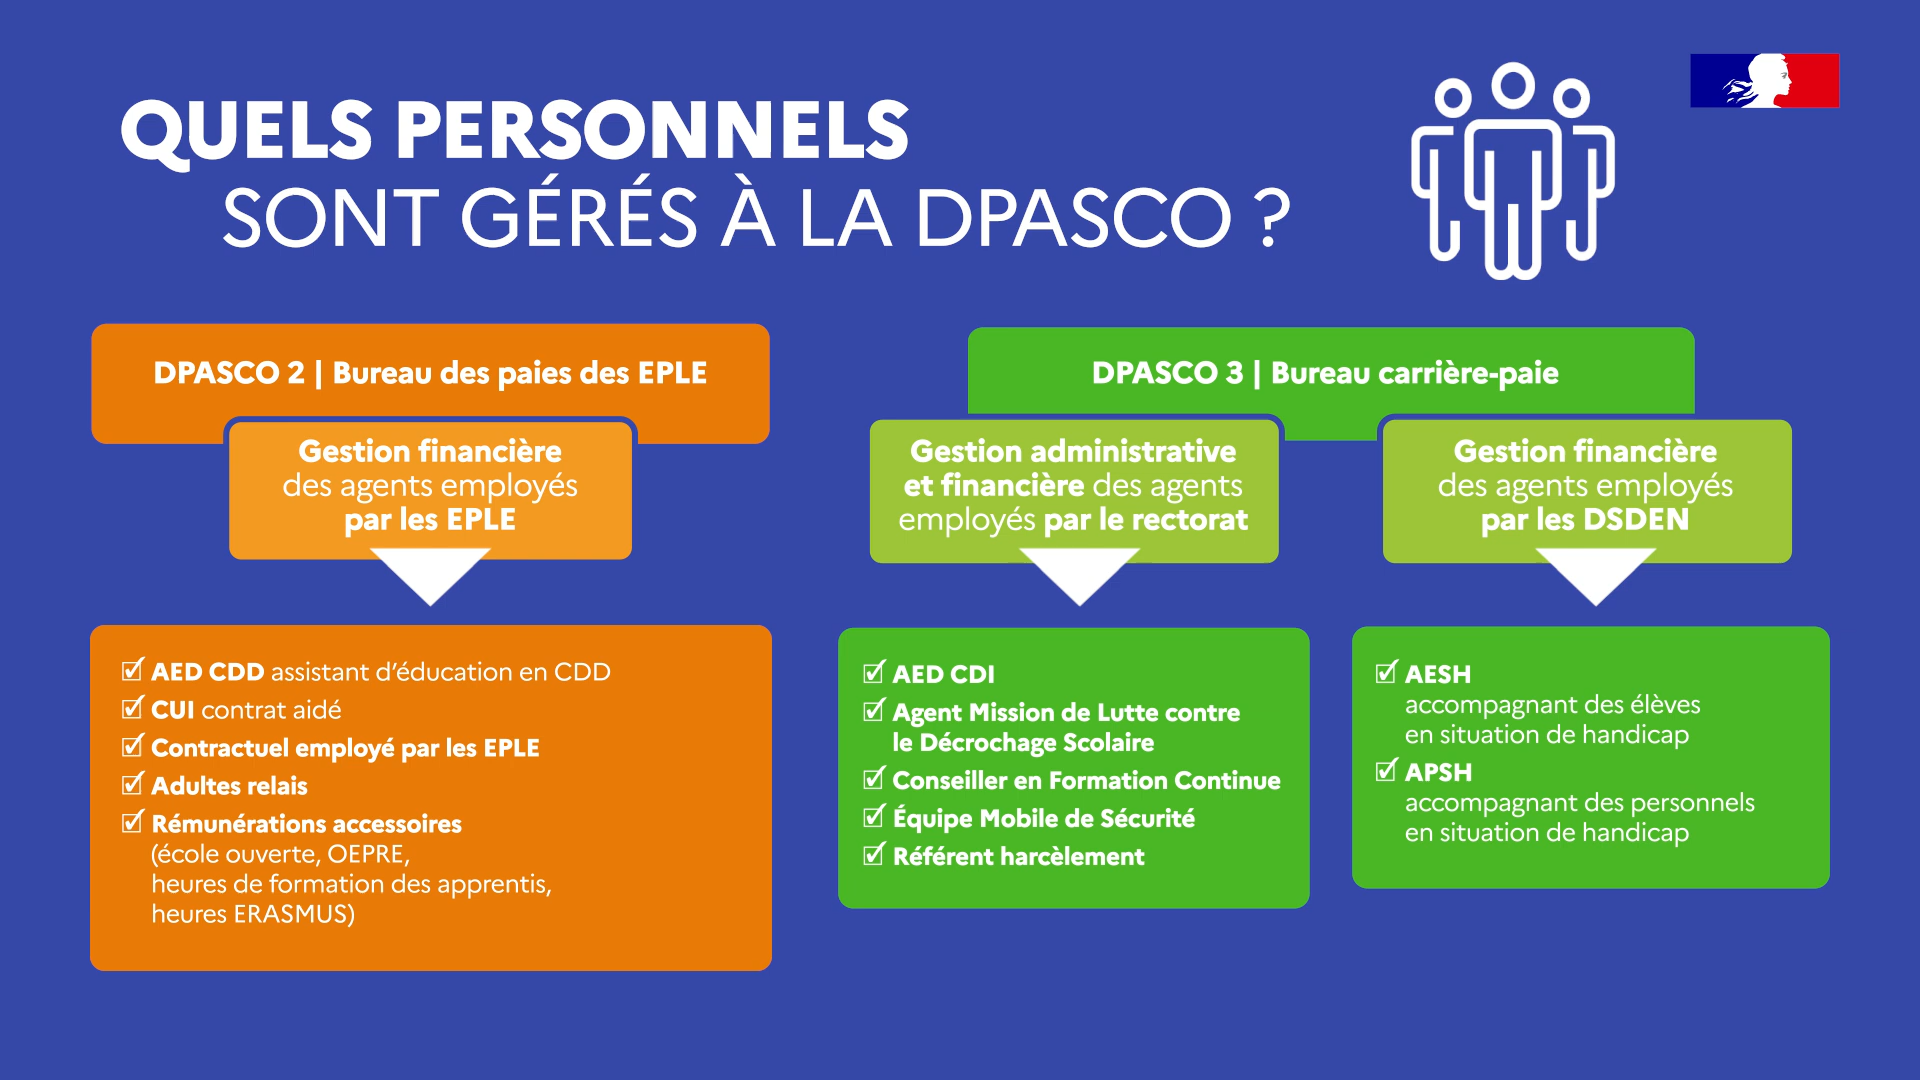 QUELS PERSONNELS
SONT GÉRÉS À LA DPASCO ?
DPASCO 2 | Bureau des paies des EPLE
Gestion financière
des agents employés
par les EPLE
AED CDD assistant d’éducation en CDD
CUI contrat aidé
Contractuel employé par les EPLE
Adultes relais
Rémunérations accessoires
(école ouverte, OEPRE,
heures de formation des apprentis,
heures ERASMUS)
DPASCO 3 | Bureau carrière-paie
Gestion administrative
et financière des agents
employés par le rectorat
AED CDI
Agent Mission de Lutte contre
le Décrochage Scolaire
Conseiller en Formation Continue
Équipe Mobile de Sécurité
Référent harcèlement
Gestion financière
des agents employés
par les DSDEN
AESH
accompagnant des élèves
en situation de handicap
APSH
accompagnant des personnels
en situation de handicap